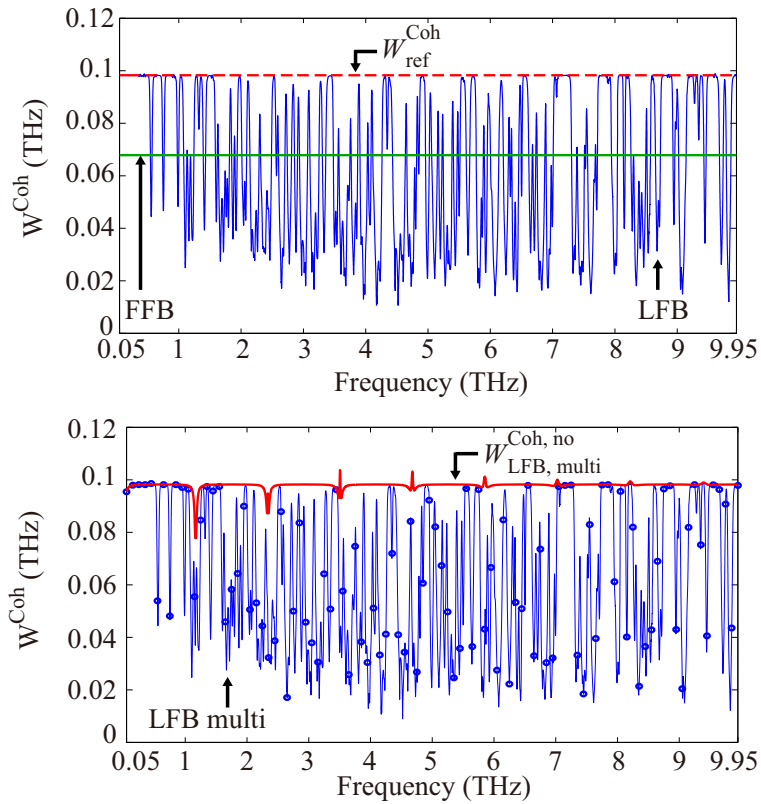 0.12
W^Coh_ref
0.1
0.08
0.06
0.04
0.02
0
W^Coh (THz)
FFB
LFB
0.05 1 2 3 4 5 6 7 8 9 9.95
Frequency (THz)
0.12
W^Coh, no_LFB, multi
0.1
0.08
0.06
0.04
0.02
0
W^Coh (THz)
LFB multi
0.05 1 2 3 4 5 6 7 8 9 9.95
Frequency (THz)